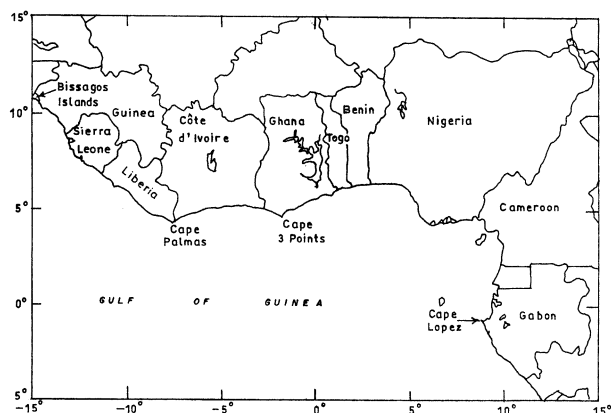 15°
Bissagos
Islands
10°
Guinea
Côte
d'Ivoire
Ghana
Togo
Benin
Nigeria
Sierra
Leone
Liberia
5°
Cape
Palmas
Cape
3 Points
Cameroon
0°
GULF OF GUINEA
Cape
Lopez
Gabon
5°
-15° -10° -5° 0° 5° 10° 15°